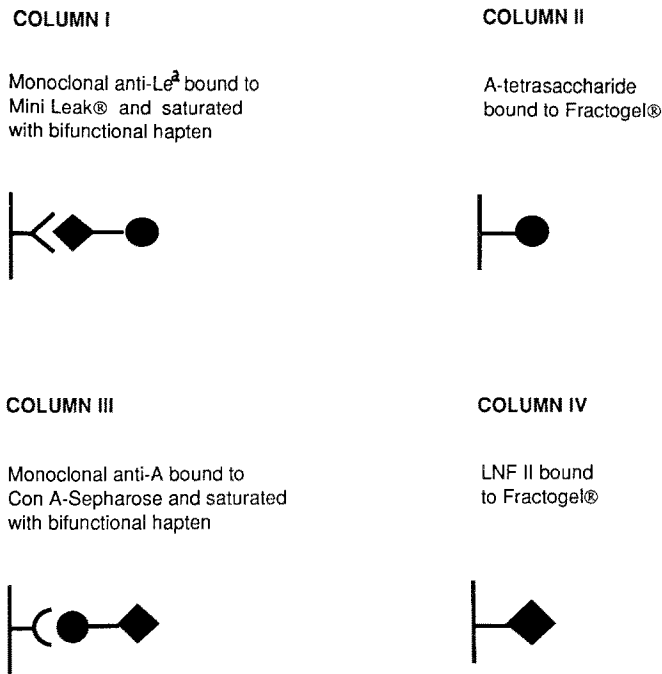 COLUMN I
Monoclonal anti-Leᵃ bound to
Mini Leak® and saturated
with bifunctional hapten
COLUMN II
A-tetrasaccharide
bound to Fractogel®
COLUMN III
Monoclonal anti-A bound to
Con A-Sepharose and saturated
with bifunctional hapten
COLUMN IV
LNF II bound
to Fractogel®